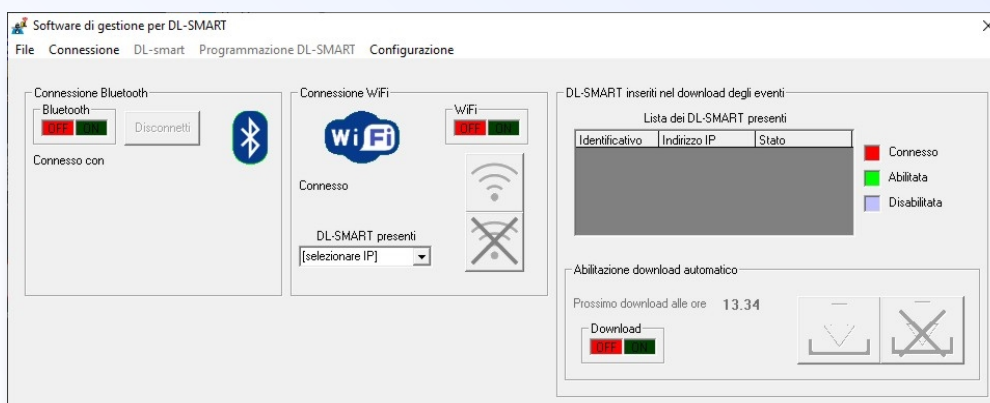 Software di gestione per DL-SMART
File Connessione DL-smart Programmazione DL-SMART Configurazione
Connessione Bluetooth
Bluetooth
OFF ON
Disconnetti
Connesso con
Connessione WiFi
WiFi
WiFi
OFF ON
Connesso
DL-SMART presenti
[selezionare IP]
DL-SMART inseriti nel download degli eventi
Lista dei DL-SMART presenti
Identificativo Indirizzo IP Stato
Connesso
Abilitata
Disabilitata
Abilitazione download automatico
Prossimo download alle ore 13.34
Download
OFF ON